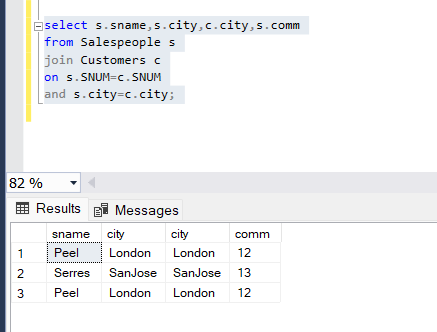 select s.sname,s.city,c.city,s.comm
from Salespeople s
join Customers c
on s.SNUM=c.SNUM
and s.city=c.city;
82 %
Results Messages
sname city city comm
1 Peel London London 12
2 Serres SanJose SanJose 13
3 Peel London London 12